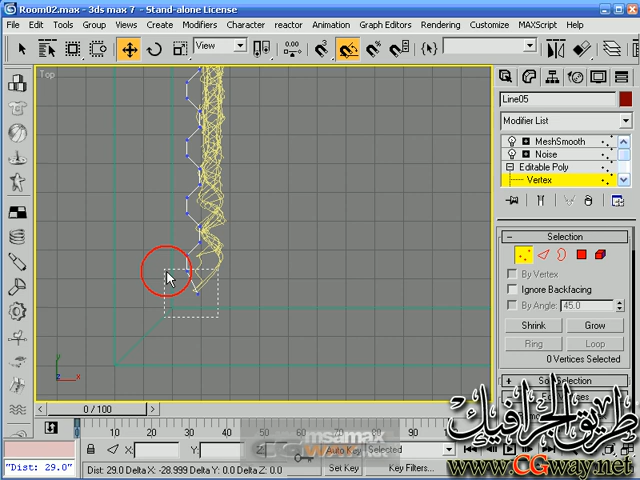 Room02.max - 3ds max 7 - Stand-alone License
File Edit Tools Group Views Create Modifiers Character reactor Animation Graph Editors Rendering Customize MAXScript Help
View
0.00
Top
Line05
Modifier List
MeshSmooth
Noise
Editable Poly
Vertex
Selection
By Vertex
Ignore Backfacing
By Angle: 45.0
Shrink Grow
Ring Loop
0 Vertices Selected
0 / 100
10 20 30 40 50 60 70 80 90 100
X: Y: Z:
Auto Key Selected
"Dist: 29.0"
Dist: 29.0 Delta X: -28.999 Delta Y: 0.0 Delta Z: 0.
Set Key Key Filters...
msamax
طريق الجرافيك
www.CGway.net